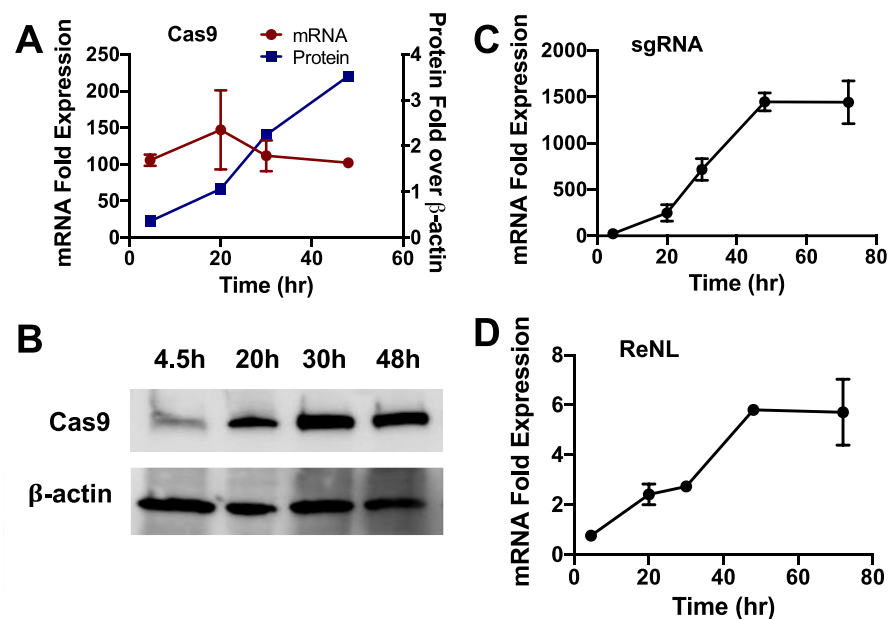 A
Cas9
mRNA
Protein
250
200
150
100
50
0
mRNA Fold Expression
4
3
2
1
0
Protein Fold over β-actin
0 20 40 60
Time (hr)
B
4.5h 20h 30h 48h
Cas9
β-actin
C
sgRNA
2000
1500
1000
500
0
mRNA Fold Expression
0 20 40 60 80
Time (hr)
D
ReNL
8
6
4
2
0
mRNA Fold Expression
0 20 40 60 80
Time (hr)